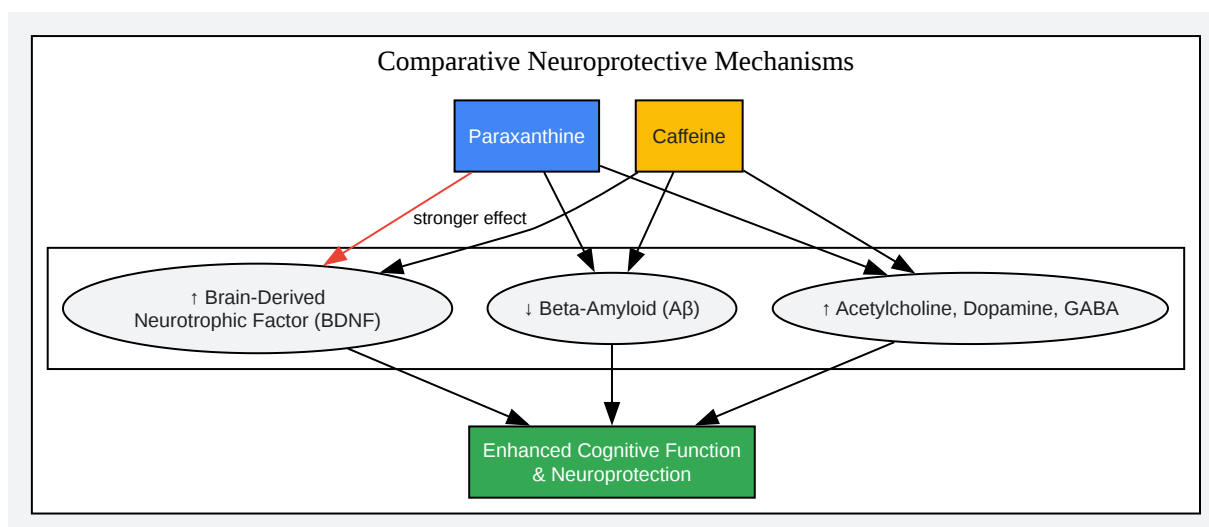 Comparative Neuroprotective Mechanisms
Paraxanthine
Caffeine
stronger effect
↑ Brain-Derived
Neurotrophic Factor (BDNF)
↓ Beta-Amyloid (Aβ)
↑ Acetylcholine, Dopamine, GABA
Enhanced Cognitive Function
& Neuroprotection